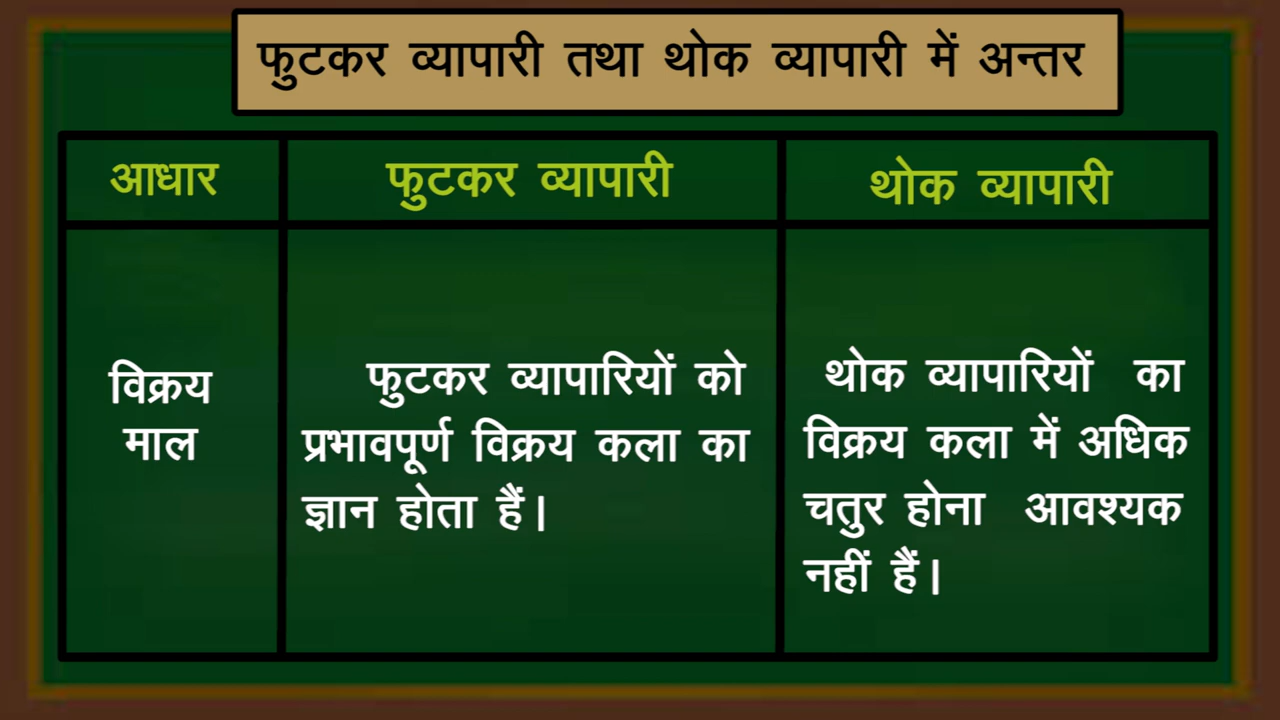 फुटकर व्यापारी तथा थोक व्यापारी में अन्तर
आधार
फुटकर व्यापारी
थोक व्यापारी
विक्रय
माल
फुटकर व्यापारियों को
प्रभावपूर्ण विक्रय कला का
ज्ञान होता हैं।
थोक व्यापारियों का
विक्रय कला में अधिक
चतुर होना आवश्यक
नहीं हैं।